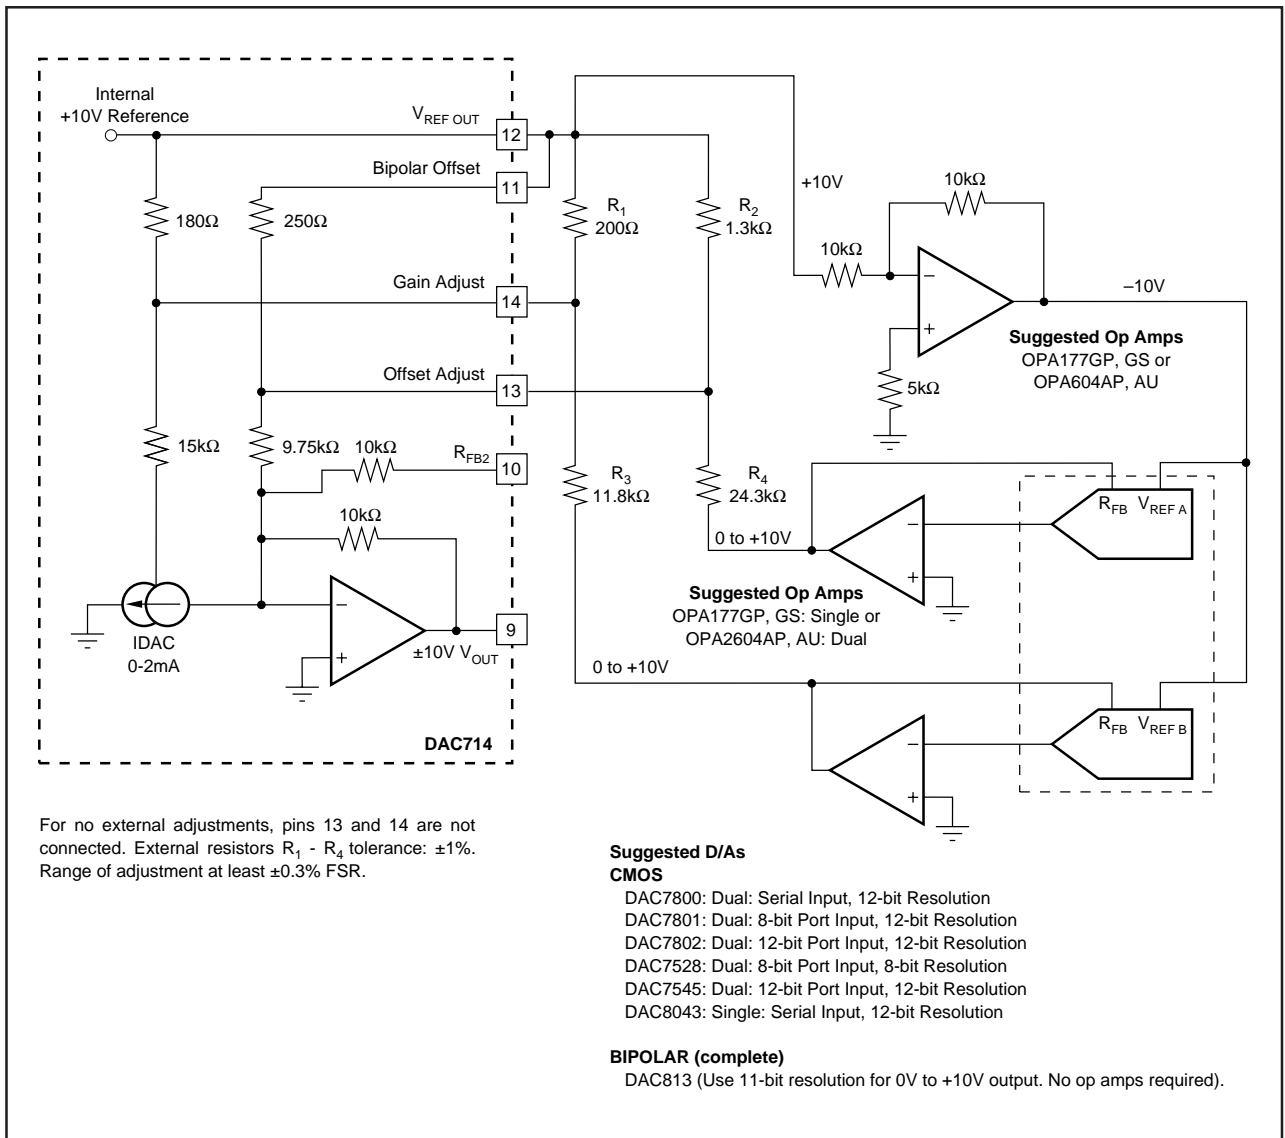 Internal
+10V Reference
V_REF OUT
12
Bipolar Offset
11
180Ω
250Ω
R₁
200Ω
R₂
1.3kΩ
+10V
10kΩ
10kΩ
–
+
–10V
Gain Adjust
14
Suggested Op Amps
OPA177GP, GS or
OPA604AP, AU
5kΩ
Offset Adjust
13
15kΩ
9.75kΩ
10kΩ
R_FB2
10
R₃
11.8kΩ
R₄
24.3kΩ
R_FB V_REF A
10kΩ
0 to +10V
–
+
Suggested Op Amps
OPA177GP, GS: Single or
OPA2604AP, AU: Dual
IDAC
0-2mA
–
+
9
±10V V_OUT
0 to +10V
R_FB V_REF B
–
+
DAC714
For no external adjustments, pins 13 and 14 are not
connected. External resistors R₁ - R₄ tolerance: ±1%.
Range of adjustment at least ±0.3% FSR.
Suggested D/As
CMOS
DAC7800: Dual: Serial Input, 12-bit Resolution
DAC7801: Dual: 8-bit Port Input, 12-bit Resolution
DAC7802: Dual: 12-bit Port Input, 12-bit Resolution
DAC7528: Dual: 8-bit Port Input, 8-bit Resolution
DAC7545: Dual: 12-bit Port Input, 12-bit Resolution
DAC8043: Single: Serial Input, 12-bit Resolution
BIPOLAR (complete)
DAC813 (Use 11-bit resolution for 0V to +10V output. No op amps required).